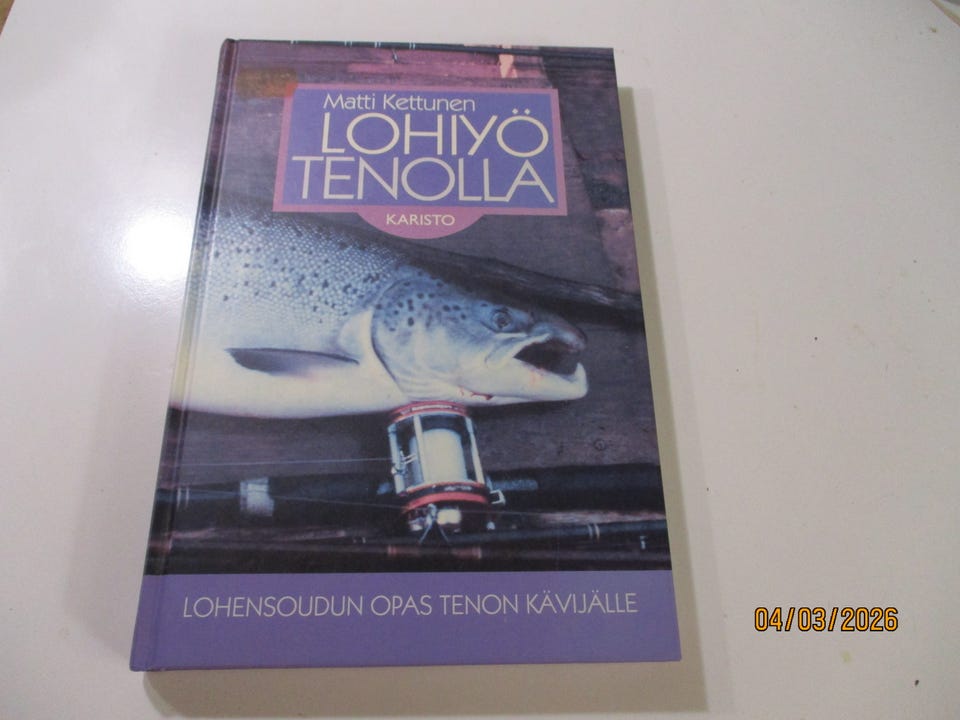 Matti Kettunen
LOHIYÖ
TENOLLA
KARISTO
LOHENSOUDUN OPAS TENON KÄVIJÄLLE
04/03/2026